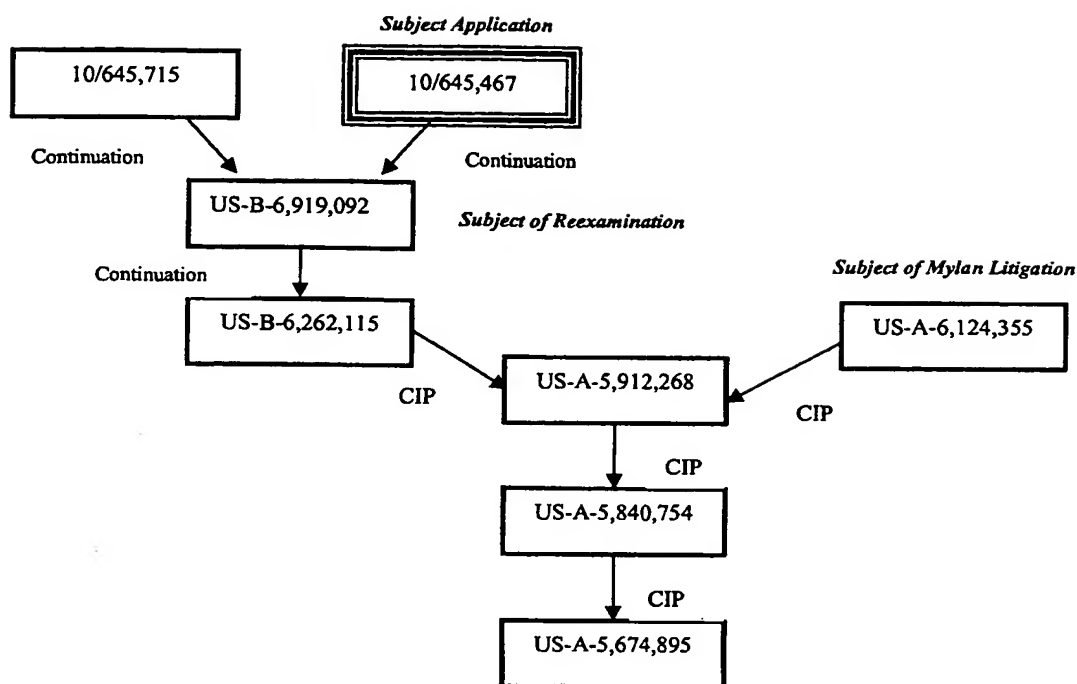 Subject Application
10/645,715
10/645,467
Continuation
Continuation
US-B-6,919,092
Subject of Reexamination
Continuation
Subject of Mylan Litigation
US-B-6,262,115
US-A-6,124,355
US-A-5,912,268
CIP
CIP
CIP
US-A-5,840,754
CIP
US-A-5,674,895